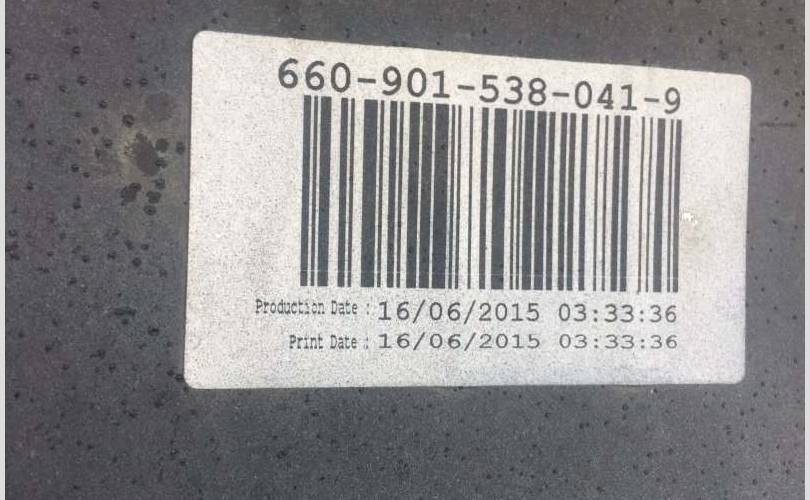 660-901-538-041-9
Production Date : 16/06/2015 03:33:36
Print Date : 16/06/2015 03:33:36